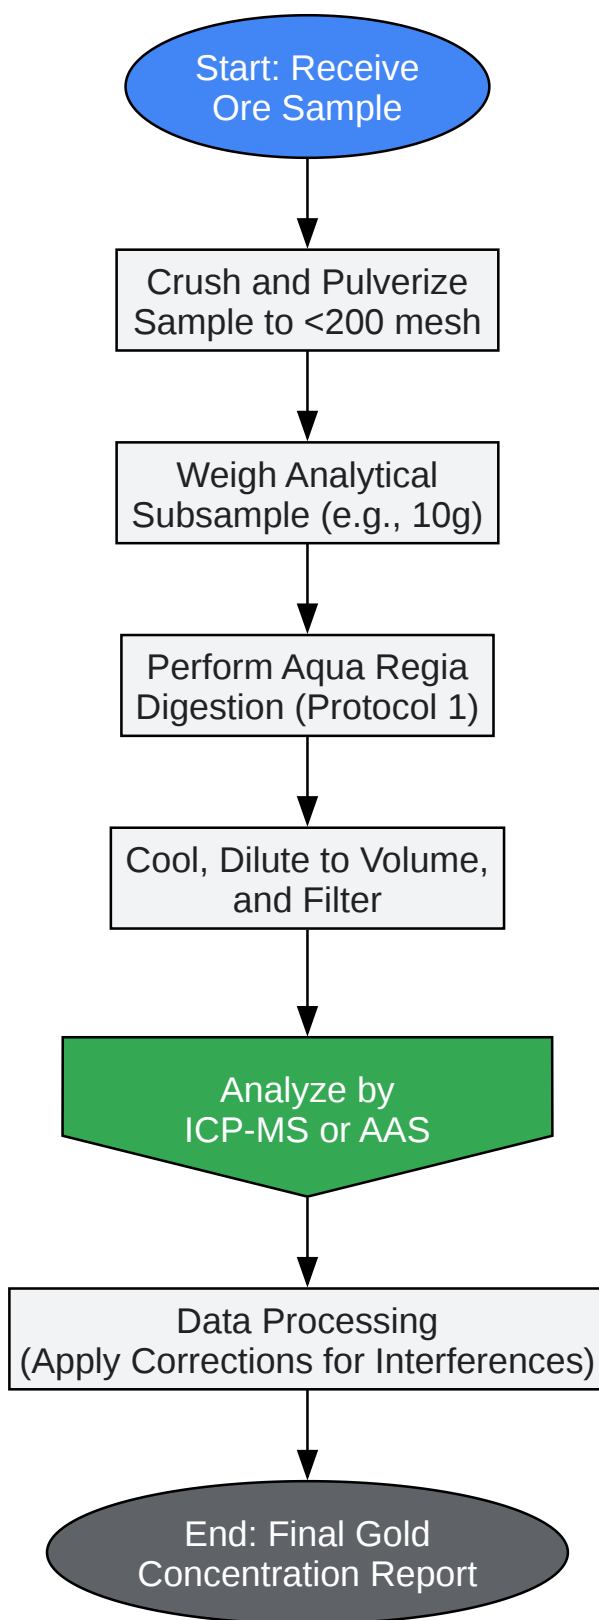 Start: Receive
Ore Sample
Crush and Pulverize
Sample to <200 mesh
Weigh Analytical
Subsample (e.g., 10g)
Perform Aqua Regia
Digestion (Protocol 1)
Cool, Dilute to Volume,
and Filter
Analyze by
ICP-MS or AAS
Data Processing
(Apply Corrections for Interferences)
End: Final Gold
Concentration Report